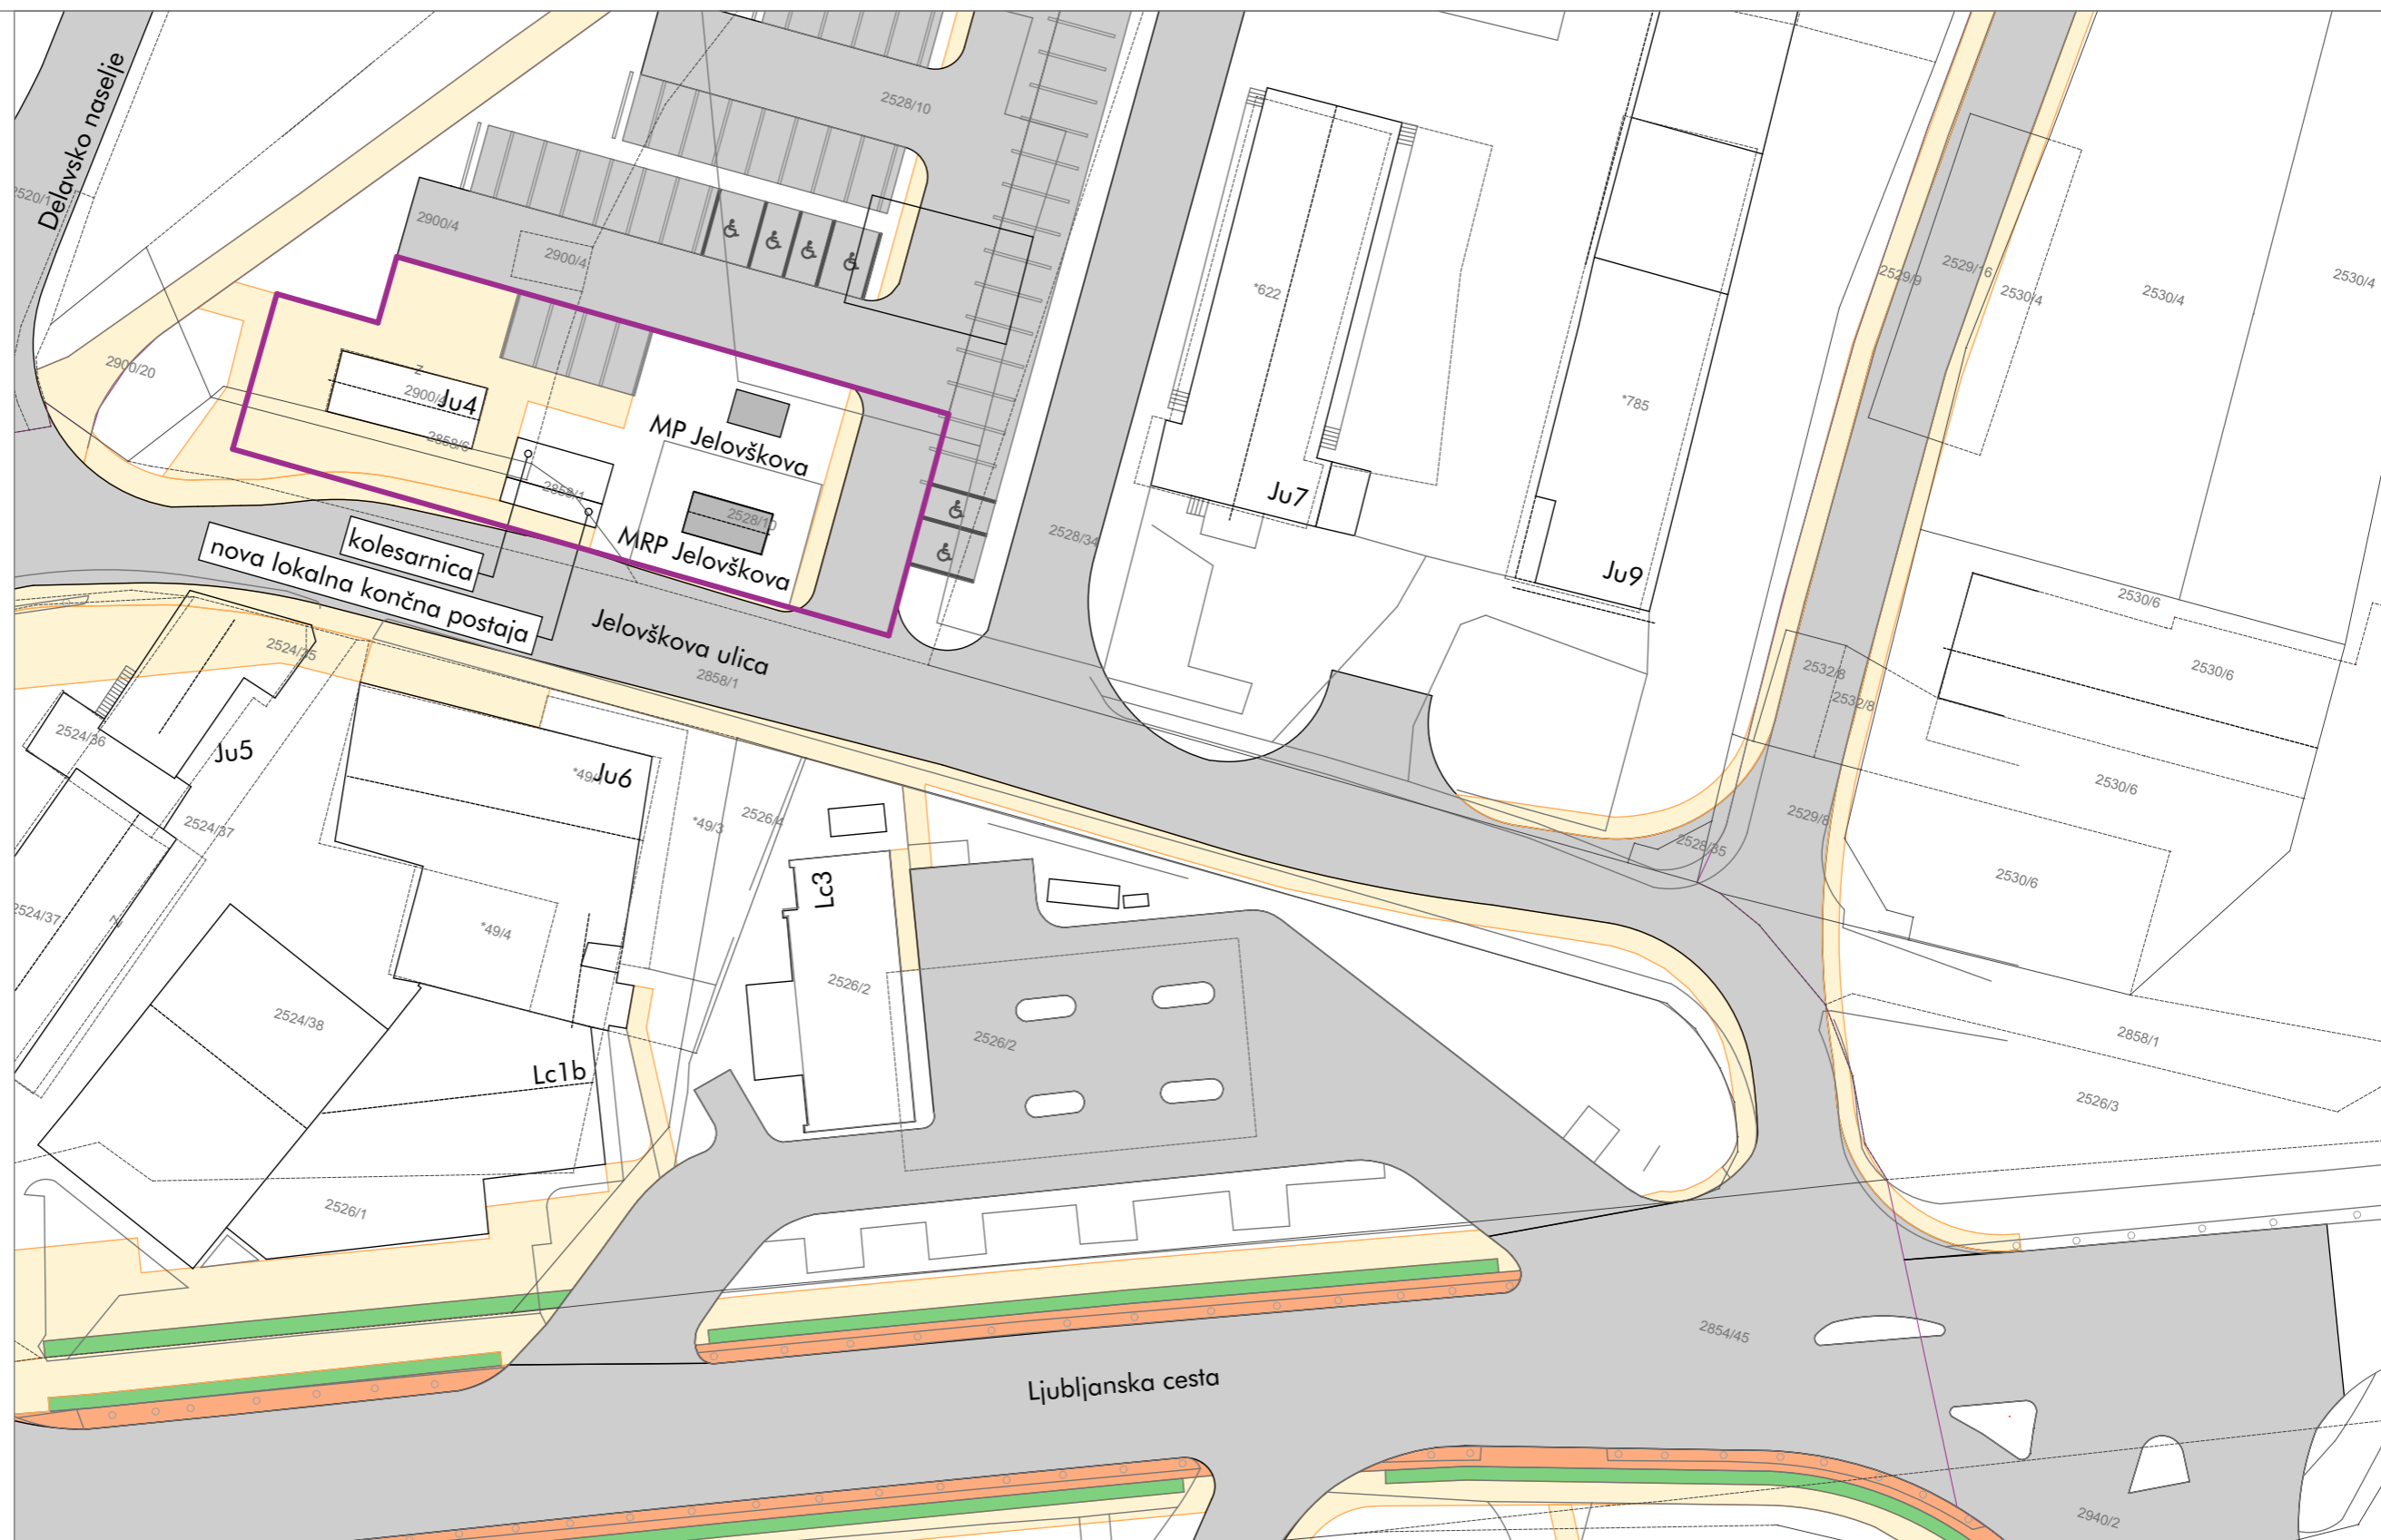 Delavsko naselje
2520/1
2528/10
2900/4
2900/4
2900/20
2900/4
Z
Ju4
2858/6
2858/1
MP Jelovškova
2528/10
MRP Jelovškova
kolesarnica
nova lokalna končna postaja
Jelovškova ulica
2858/1
2528/34
*622
Ju7
*785
Ju9
2529/9
2529/16
2530/4
2530/4
2530/4
2530/6
2530/6
2530/6
2530/6
2532/8
2532/8
2529/8
2528/35
2524/35
2524/36
Ju5
2524/37
2524/37
Z
2524/38
Ju6
*49/3
2526/4
*49/4
Lc3
2526/2
2526/2
Lc1b
2526/1
2858/1
2526/3
2854/45
Ljubljanska cesta
2940/2